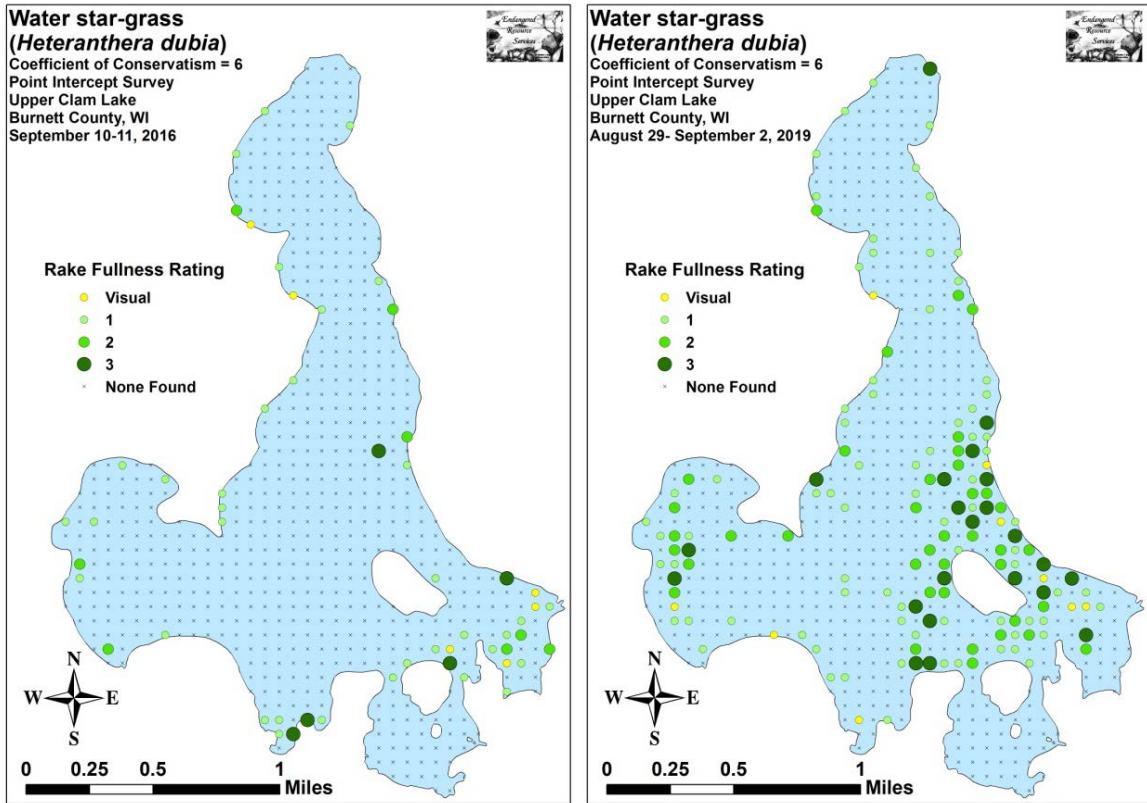 Water star-grass
(Heteranthera dubia)
Coefficient of Conservatism = 6
Point Intercept Survey
Upper Clam Lake
Burnett County, WI
September 10-11, 2016
Endangered
Resource
Services
Rake Fullness Rating
Visual
1
2
3
None Found
N
W E
S
0 0.25 0.5 1
Miles
Water star-grass
(Heteranthera dubia)
Coefficient of Conservatism = 6
Point Intercept Survey
Upper Clam Lake
Burnett County, WI
August 29- September 2, 2019
Endangered
Resource
Services
Rake Fullness Rating
Visual
1
2
3
None Found
N
W E
S
0 0.25 0.5 1
Miles